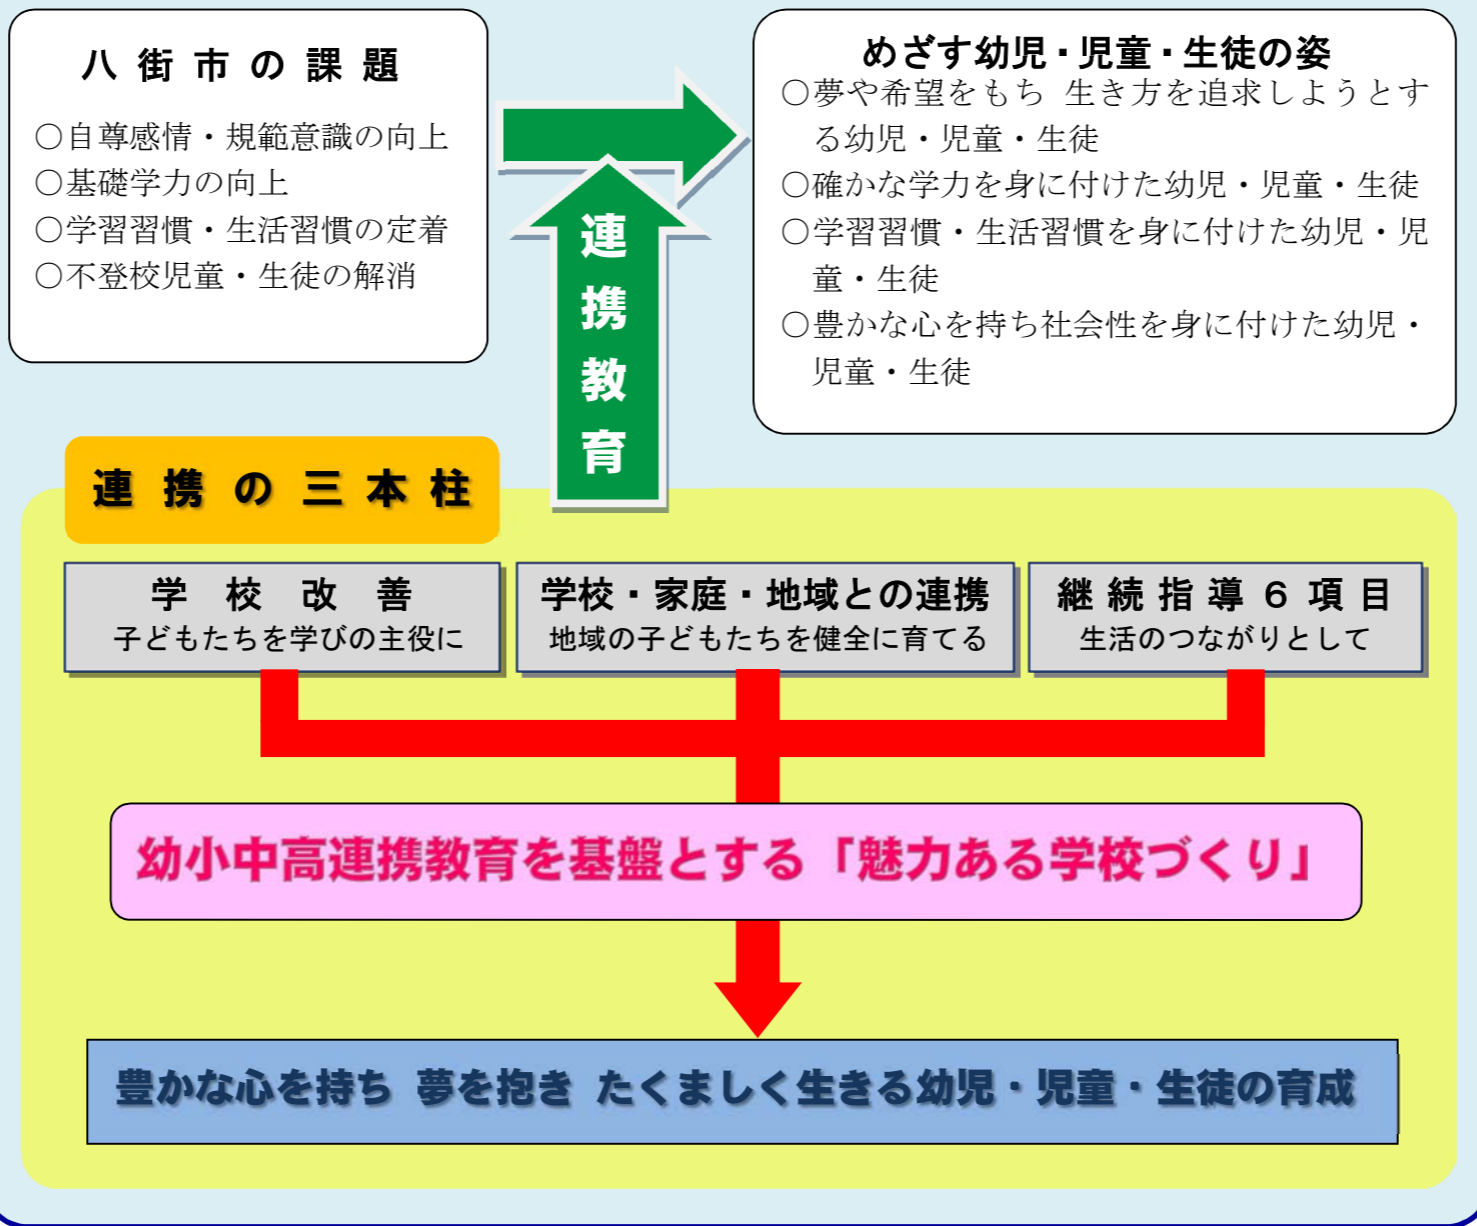 八街市の課題
○自尊感情・規範意識の向上
○基礎学力の向上
○学習習慣・生活習慣の定着
○不登校児童・生徒の解消
めざす幼児・児童・生徒の姿
○夢や希望をもち 生き方を追求しようとす
る幼児・児童・生徒
○確かな学力を身に付けた幼児・児童・生徒
○学習習慣・生活習慣を身に付けた幼児・児
童・生徒
○豊かな心を持ち社会性を身に付けた幼児・
児童・生徒
連携教育
連携の三本柱
学校改善
子どもたちを学びの主役に
学校・家庭・地域との連携
地域の子どもたちを健全に育てる
継続指導６項目
生活のつながりとして
幼小中高連携教育を基盤とする「魅力ある学校づくり」
豊かな心を持ち 夢を抱き たくましく生きる幼児・児童・生徒の育成